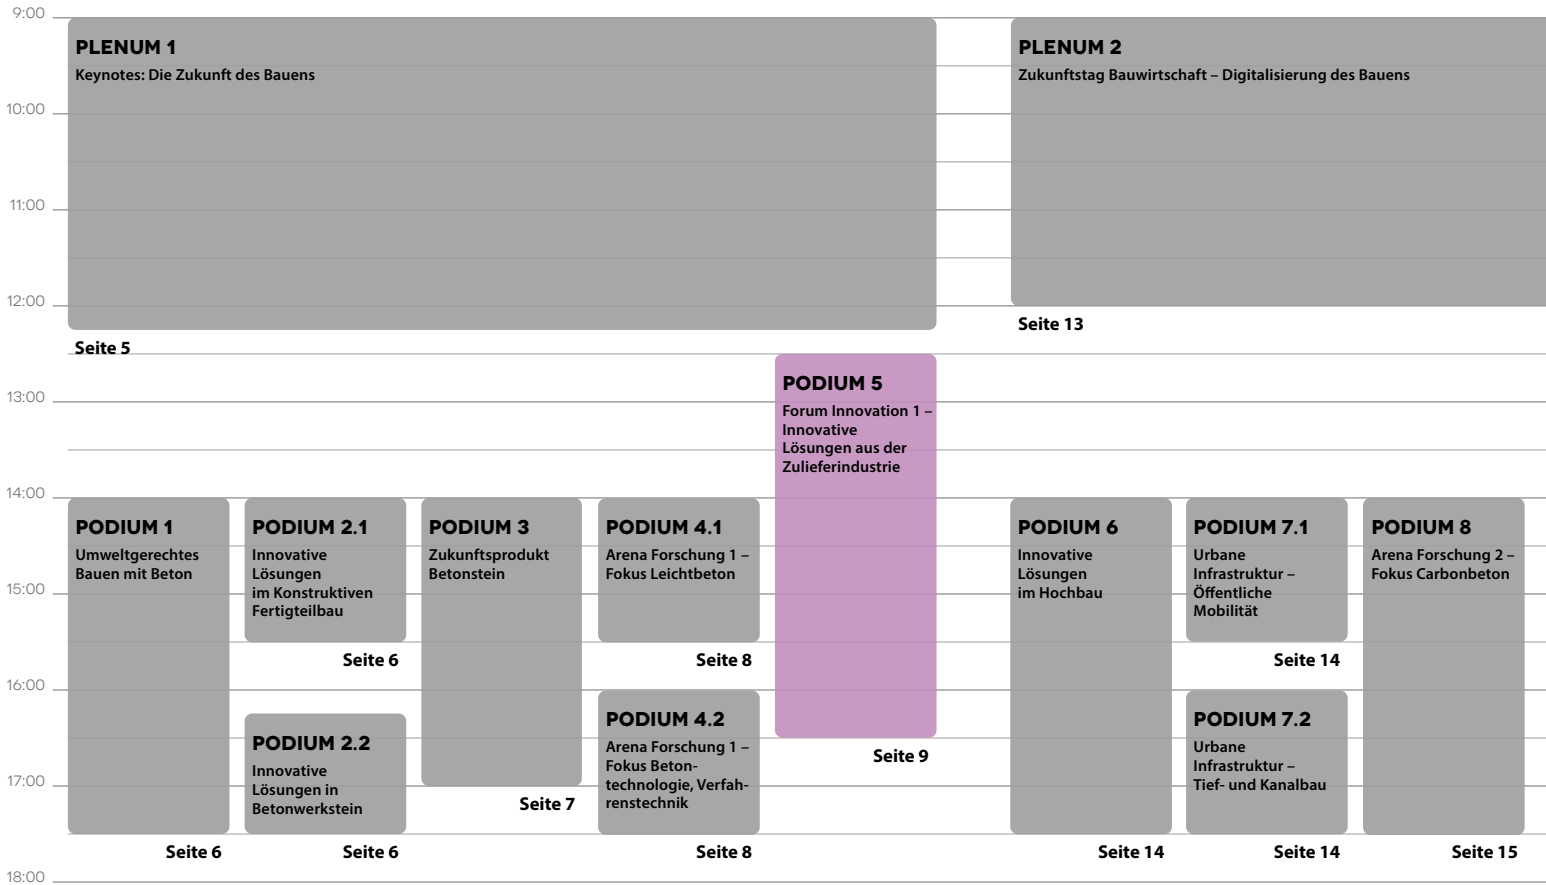 9:00
PLENUM 1
Keynotes: Die Zukunft des Bauens
PLENUM 2
Zukunftstag Bauwirtschaft – Digitalisierung des Bauens
10:00
11:00
12:00
Seite 5
Seite 13
13:00
PODIUM 5
Forum Innovation 1 –
Innovative
Lösungen aus der
Zulieferindustrie
Seite 9
14:00
PODIUM 1
Umweltgerechtes
Bauen mit Beton
Seite 6
PODIUM 2.1
Innovative
Lösungen
im Konstruktiven
Fertigteilbau
Seite 6
PODIUM 3
Zukunftsprodukt
Betonstein
Seite 7
PODIUM 4.1
Arena Forschung 1 –
Fokus Leichtbeton
Seite 8
PODIUM 6
Innovative
Lösungen
im Hochbau
Seite 14
PODIUM 7.1
Urbane
Infrastruktur –
Öffentliche
Mobilität
Seite 14
PODIUM 8
Arena Forschung 2 –
Fokus Carbonbeton
Seite 15
15:00
16:00
PODIUM 2.2
Innovative
Lösungen in
Betonwerkstein
Seite 6
PODIUM 4.2
Arena Forschung 1 –
Fokus Beton-
technologie, Verfah-
renstechnik
Seite 8
PODIUM 7.2
Urbane
Infrastruktur –
Tief- und Kanalbau
Seite 14
17:00
18:00